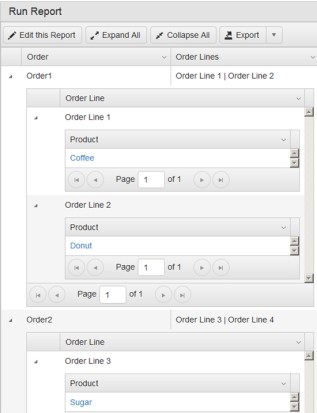 Run Report
Edit this Report Expand All Collapse All Export
Order Order Lines
Order1 Order Line 1 | Order Line 2
Order Line
Order Line 1
Product
Coffee
Page 1 of 1
Order Line 2
Product
Donut
Page 1 of 1
Page 1 of 1
Order2 Order Line 3 | Order Line 4
Order Line
Order Line 3
Product
Sugar